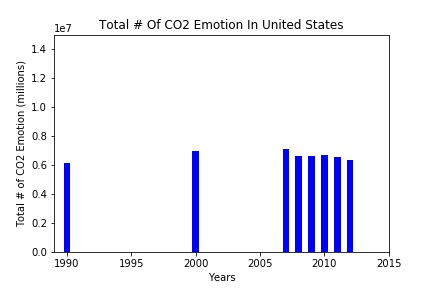 Total # Of CO2 Emotion In United States
1e7
Total # of CO2 Emotion (millions)
1.4
1.2
1.0
0.8
0.6
0.4
0.2
0.0
1990 1995 2000 2005 2010 2015
Years